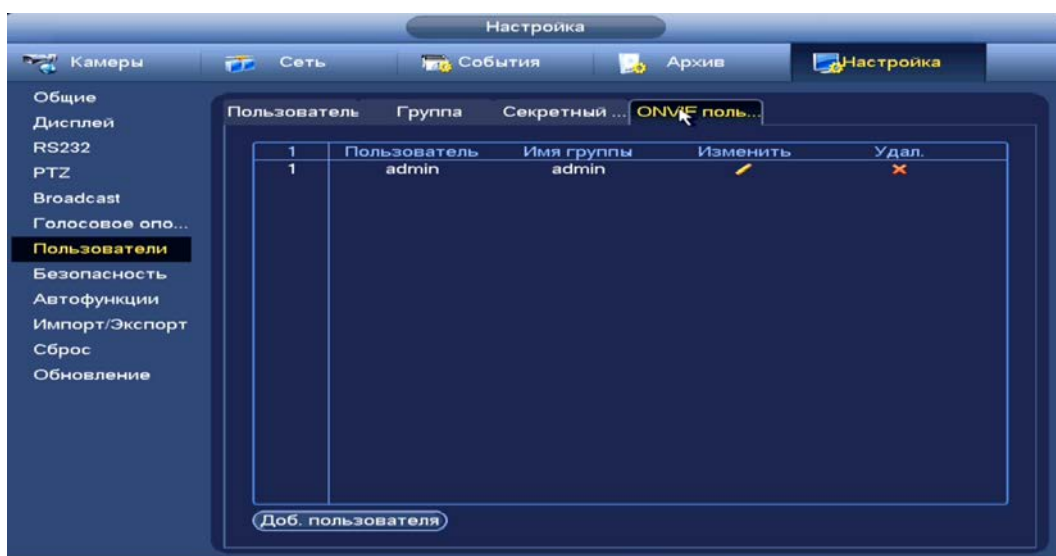 Настройка
Камеры Сеть События Архив Настройка
Общие
Дисплей
RS232
PTZ
Broadcast
Голосовое опо...
Пользователи
Безопасность
Автофункции
Импорт/Экспорт
Сброс
Обновление
Пользователь Группа Секретный ... ONVIF поль...
1 Пользователь Имя группы Изменить Удал.
1 admin admin
Доб. пользователя